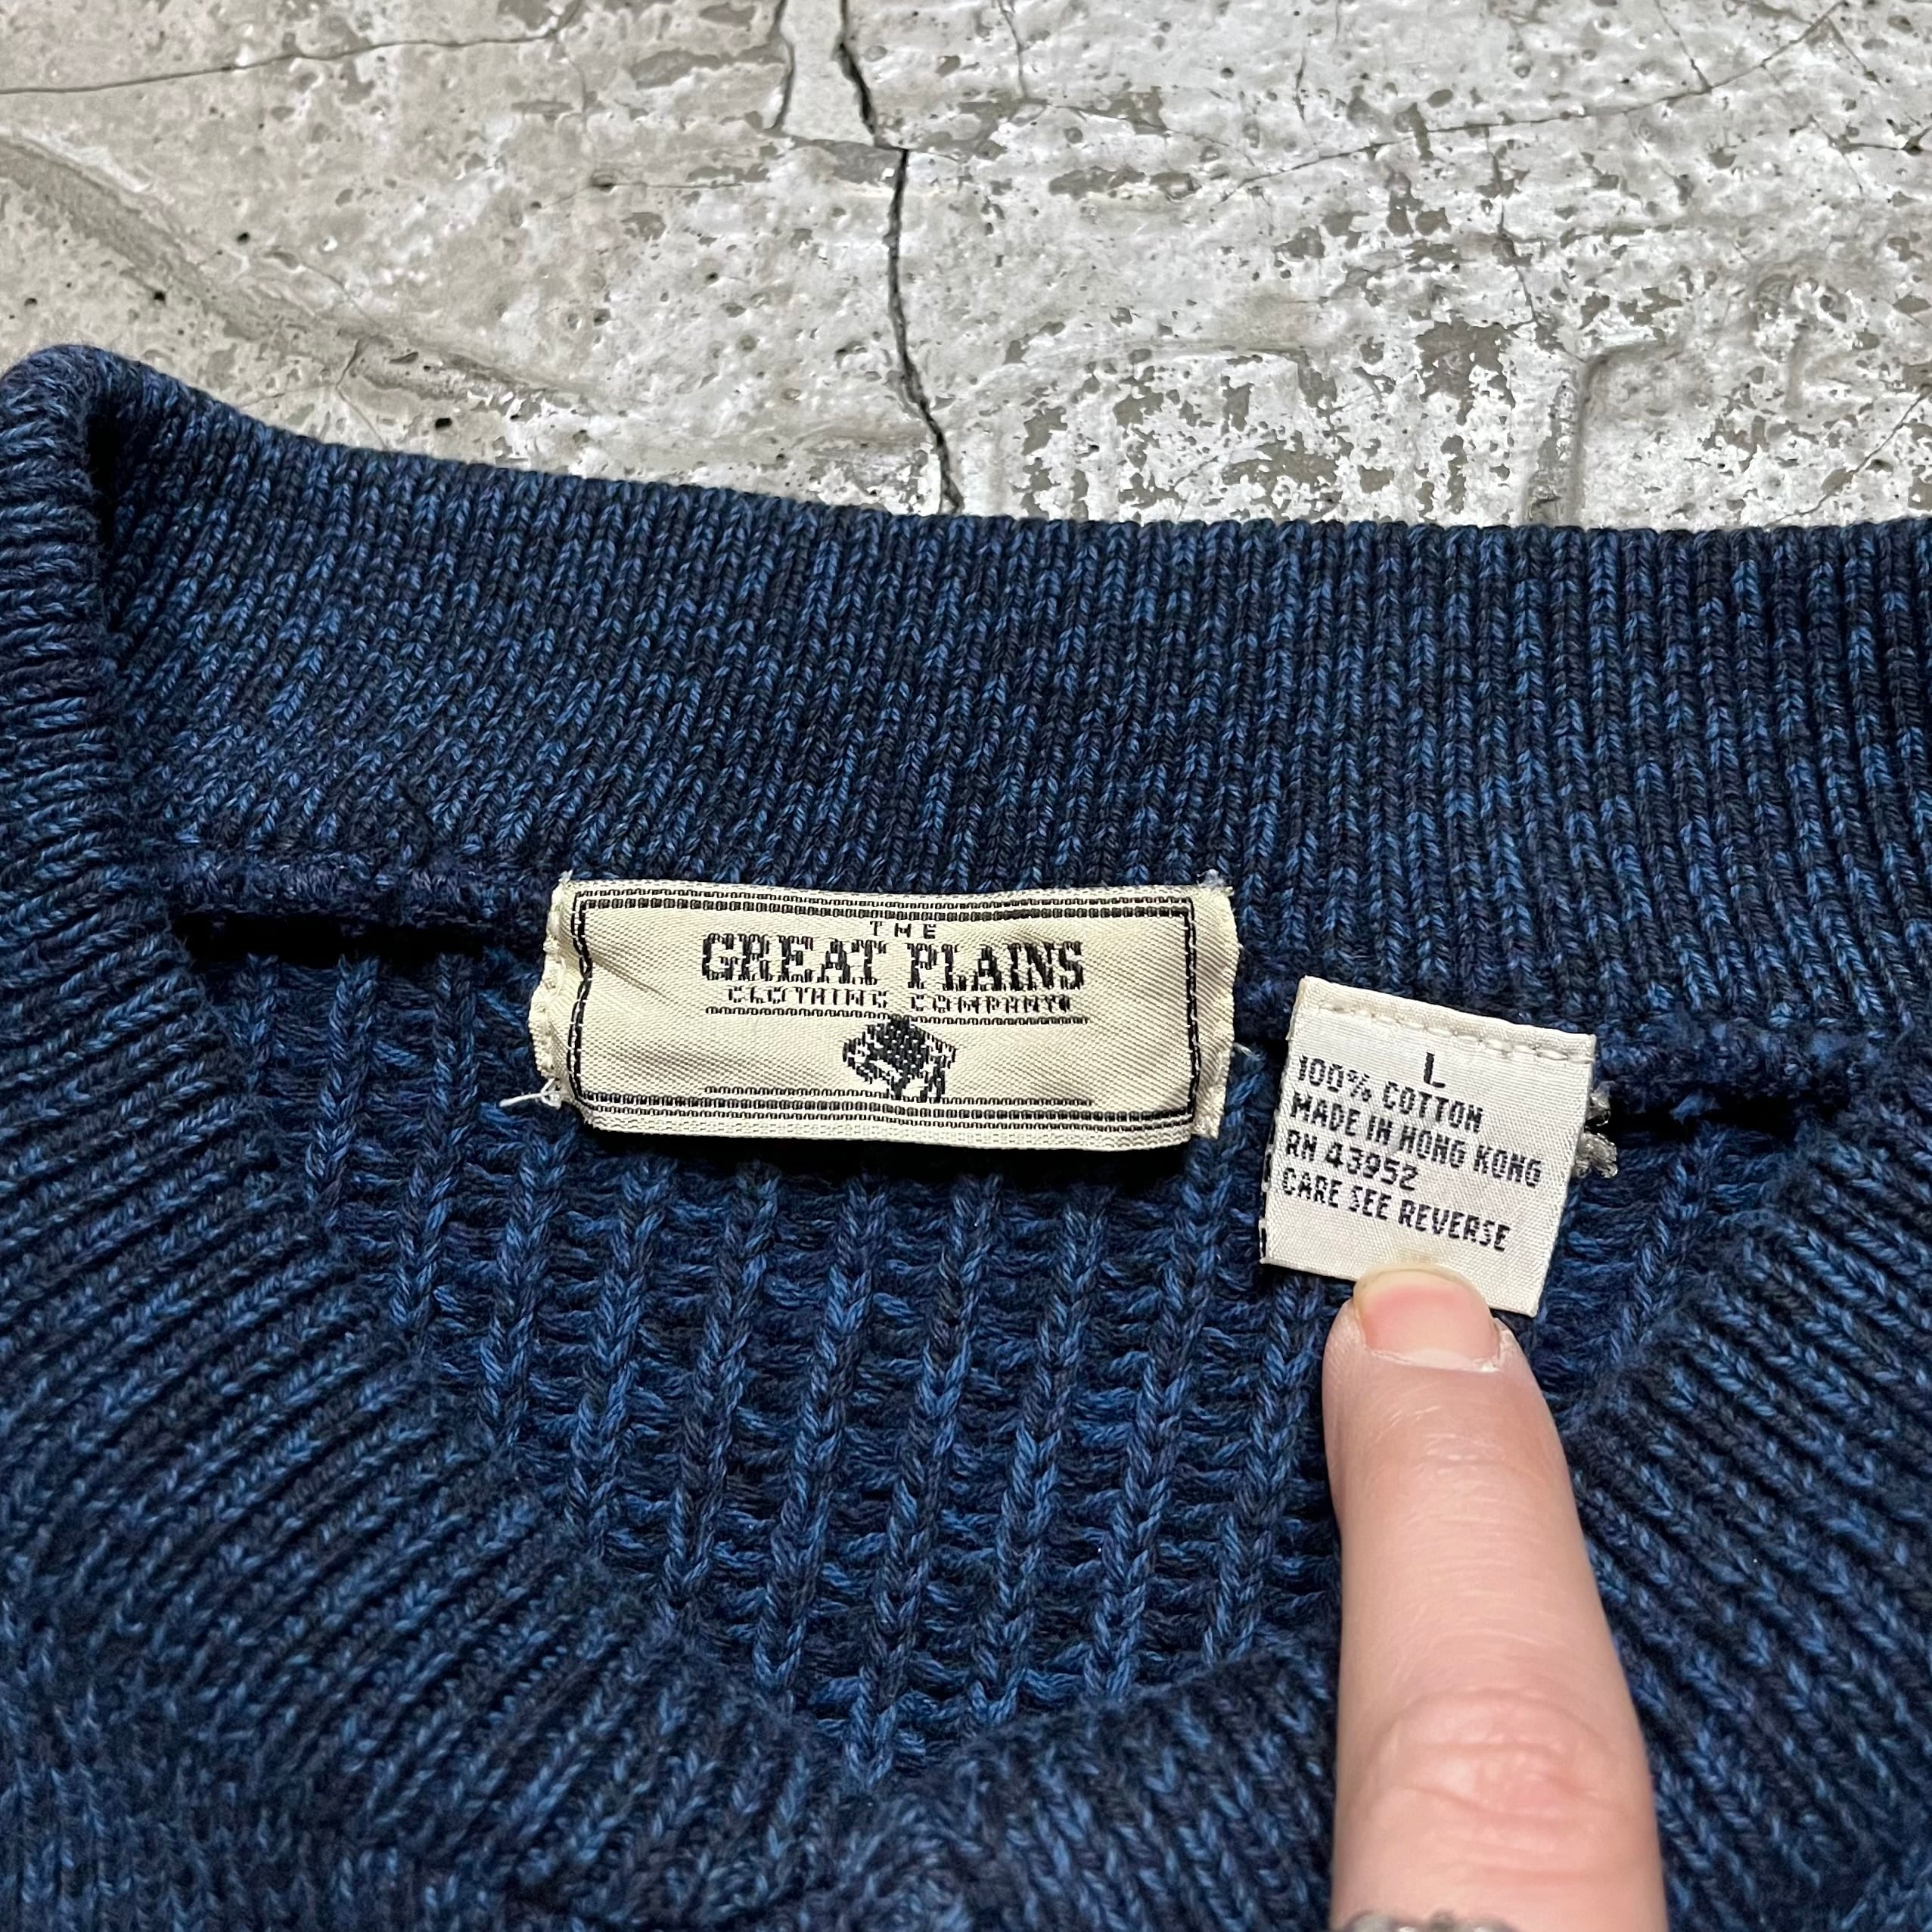 THE
GREAT PLAINS
CLOTHING COMPANY
L
100% COTTON
MADE IN HONG KONG
RN 43952
CARE SEE REVERSE